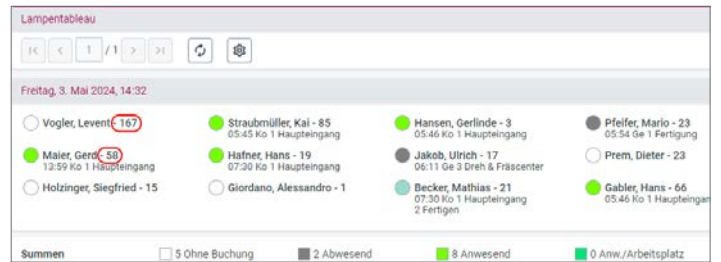 Lampentableau
1 / 1
Freitag, 3. Mai 2024, 14:32
Vogler, Levent - 167
Straubmüller, Kai - 85
05:45 Ko 1 Haupteingang
Hansen, Gerlinde - 3
05:46 Ko 1 Haupteingang
Pfeifer, Mario - 23
05:54 Ge 1 Fertigung
Maier, Gerd - 58
13:59 Ko 1 Haupteingang
Hafner, Hans - 19
07:30 Ko 1 Haupteingang
Jakob, Ulrich - 17
06:11 Ge 3 Dreh & Fräscenter
Prem, Dieter - 23
Holzinger, Siegfried - 15
Giordano, Alessandro - 1
Becker, Mathias - 21
07:30 Ko 1 Haupteingang
2 Fertigen
Gabler, Hans - 66
05:46 Ko 1 Haupteingan
Summen
5 Ohne Buchung
2 Abwesend
8 Anwesend
0 Anw./Arbeitsplatz